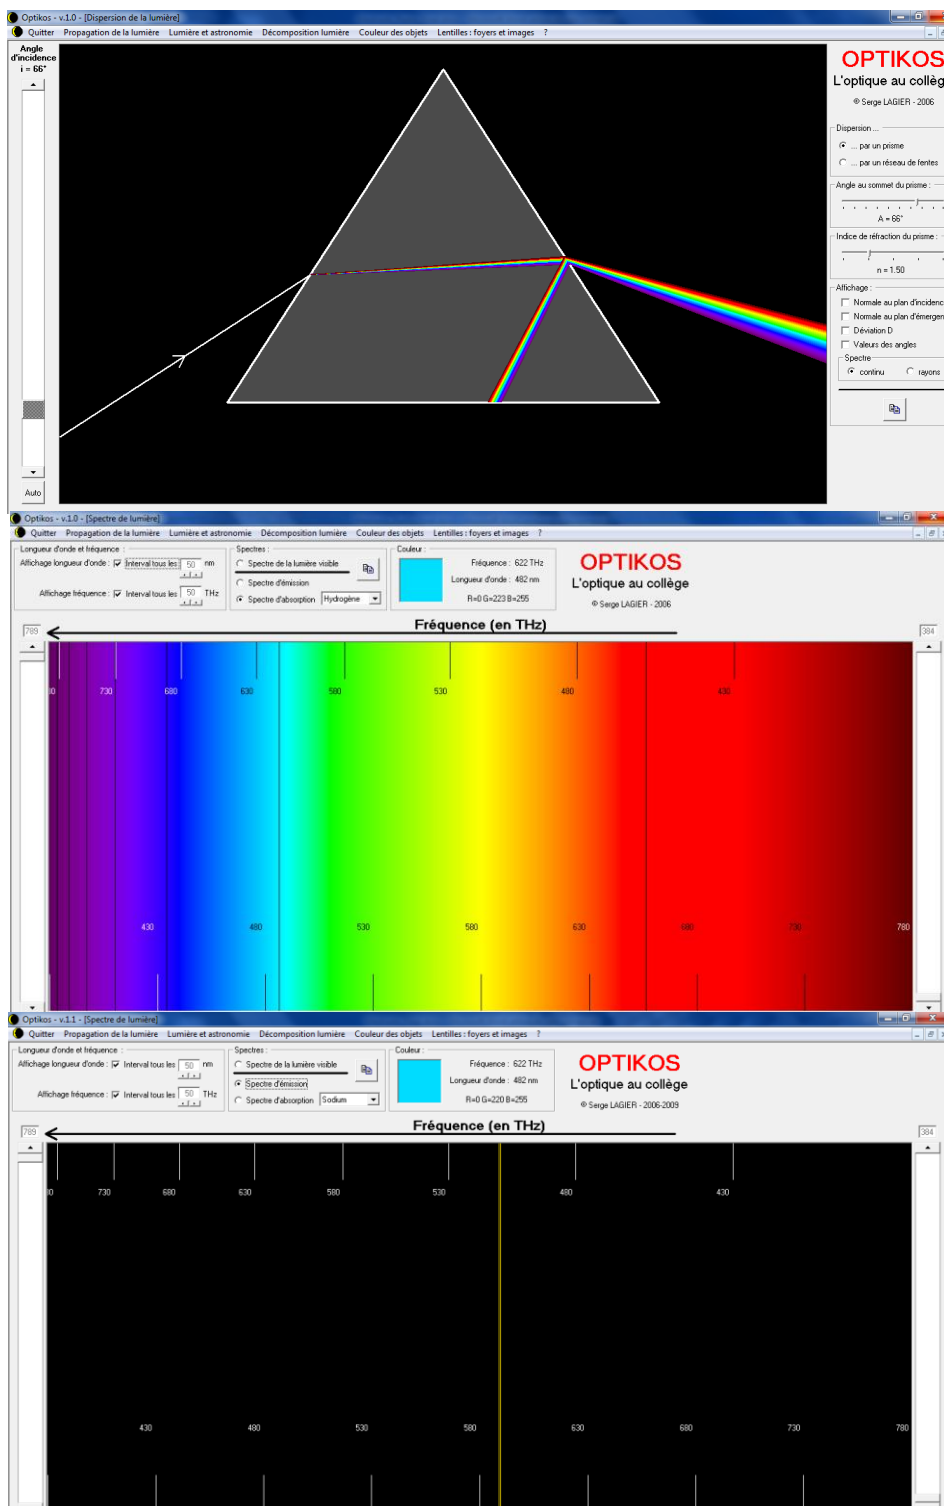 Optikos - v.1.0 - [Dispersion de la lumière]
Quitter Propagation de la lumière Lumière et astronomie Décomposition lumière Couleur des objets Lentilles : foyers et images ?
Angle
d'incidence
i = 66°
Auto
OPTIKOS
L'optique au collèg
© Serge LAGIER - 2006
Dispersion ...
... par un prisme
... par un réseau de fentes
Angle au sommet du prisme :
A = 66°
Indice de réfraction du prisme :
n = 1.50
Affichage :
Normale au plan d'incidenc
Normale au plan d'émergen
Déviation D
Valeurs des angles
Spectre
continu rayons
Optikos - v.1.0 - [Spectre de lumière]
Quitter Propagation de la lumière Lumière et astronomie Décomposition lumière Couleur des objets Lentilles : foyers et images ?
Longueur d'onde et fréquence :
Affichage longueur d'onde : Interval tous les : 50 nm
Affichage fréquence : Interval tous les 50 THz
Spectres :
Spectre de la lumière visible
Spectre d'émission
Spectre d'absorption Hydrogène
Couleur :
Fréquence : 622 THz
Longueur d'onde : 482 nm
R=0 G=223 B=255
OPTIKOS
L'optique au collège
© Serge LAGIER - 2006
789 Fréquence (en THz) 384
30 730 680 630 580 530 480 430
430 480 530 580 630 680 730 780
Optikos - v.1.1 - [Spectre de lumière]
Quitter Propagation de la lumière Lumière et astronomie Décomposition lumière Couleur des objets Lentilles : foyers et images ?
Longueur d'onde et fréquence :
Affichage longueur d'onde : Interval tous les 50 nm
Affichage fréquence : Interval tous les 50 THz
Spectres :
Spectre de la lumière visible
Spectre d'émission
Spectre d'absorption Sodium
Couleur :
Fréquence : 622 THz
Longueur d'onde : 482 nm
R=0 G=220 B=255
OPTIKOS
L'optique au collège
© Serge LAGIER - 2006-2009
789 Fréquence (en THz) 384
30 730 680 630 580 530 480 430
430 480 530 580 630 680 730 780